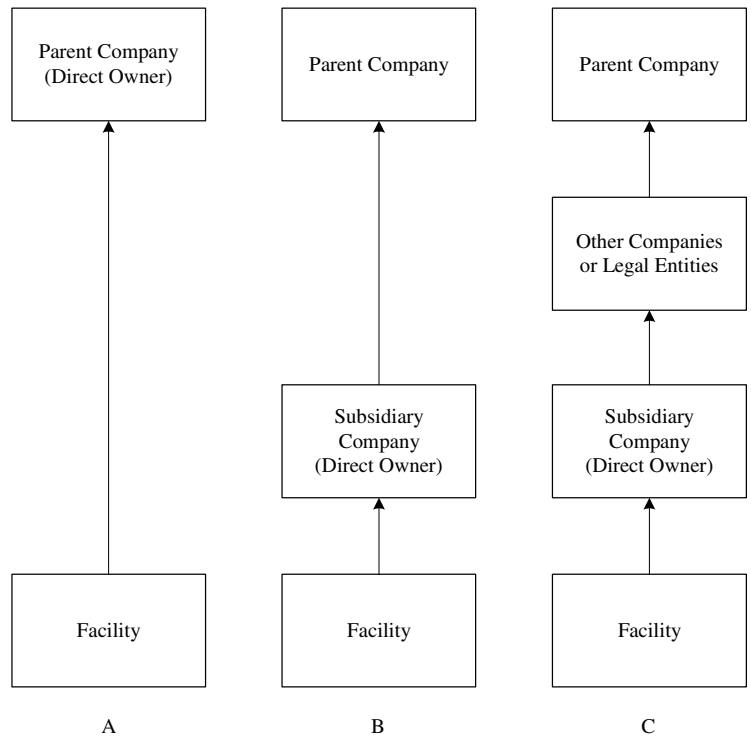 Parent Company
(Direct Owner)
Facility
A
Parent Company
Subsidiary
Company
(Direct Owner)
Facility
B
Parent Company
Other Companies
or Legal Entities
Subsidiary
Company
(Direct Owner)
Facility
C